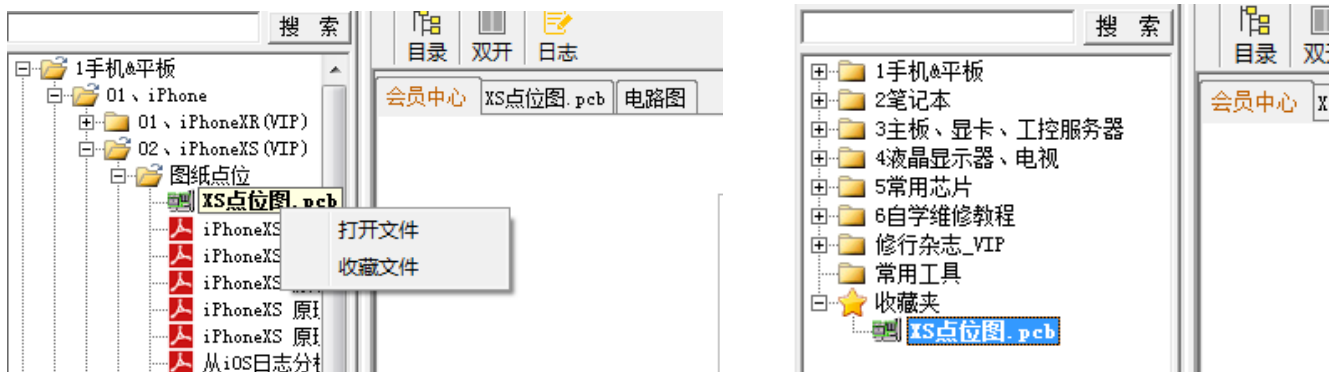 搜 索
目录 双开 日志
会员中心 XS点位图.pcb 电路图
1手机&平板
01、iPhone
01、iPhoneXR(VIP)
02、iPhoneXS(VIP)
图纸点位
XS点位图.pcb
iPhoneXS
iPhoneXS
iPhoneXS
iPhoneXS 原
iPhoneXS 原
从iOS日志分
打开文件
收藏文件
搜 索
目录 双
会员中心 X
1手机&平板
2笔记本
3主板、显卡、工控服务器
4液晶显示器、电视
5常用芯片
6自学维修教程
修行杂志_VIP
常用工具
收藏夹
XS点位图.pcb